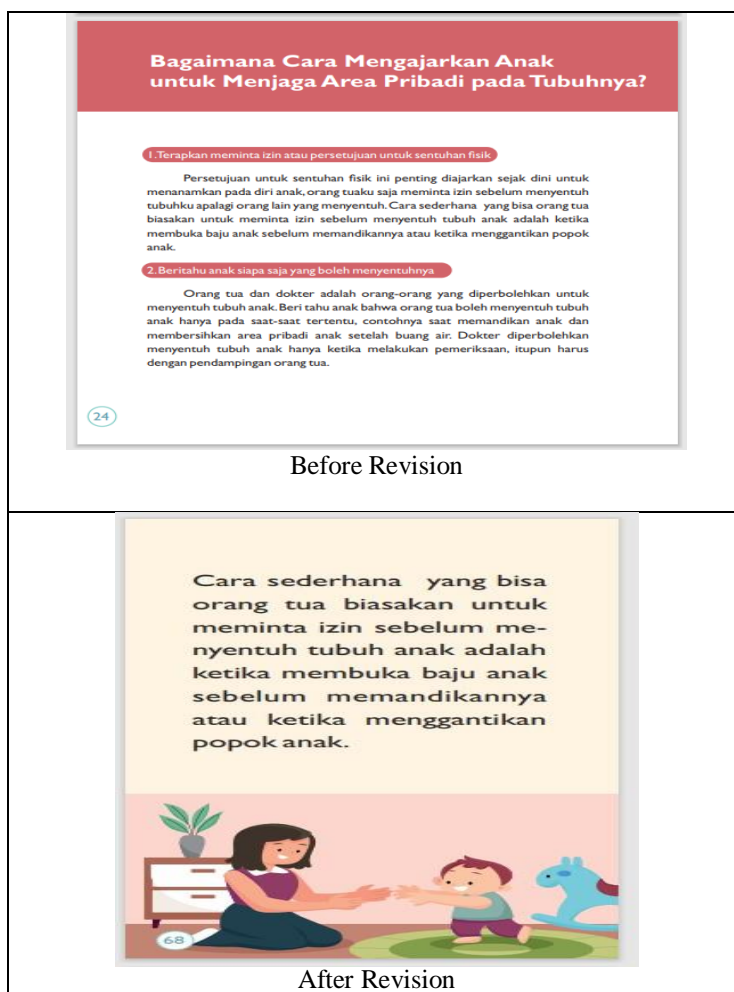 Bagaimana Cara Mengajarkan Anak
untuk Menjaga Area Pribadi pada Tubuhnya?
1.Terapkan meminta izin atau persetujuan untuk sentuhan fisik
Persetujuan untuk sentuhan fisik ini penting diajarkan sejak dini untuk
menanamkan pada diri anak, orang tuaku saja meminta izin sebelum menyentuh
tubuhku apalagi orang lain yang menyentuh. Cara sederhana yang bisa orang tua
biasakan untuk meminta izin sebelum menyentuh tubuh anak adalah ketika
membuka baju anak sebelum memandikannya atau ketika menggantikan popok
anak.
2. Beritahu anak siapa saja yang boleh menyentuhnya
Orang tua dan dokter adalah orang-orang yang diperbolehkan untuk
menyentuh tubuh anak. Beri tahu anak bahwa orang tua boleh menyentuh tubuh
anak hanya pada saat-saat tertentu, contohnya saat memandikan anak dan
membersihkan area pribadi anak setelah buang air. Dokter diperbolehkan
menyentuh tubuh anak hanya ketika melakukan pemeriksaan, itupun harus
dengan pendampingan orang tua.
24
Before Revision
Cara sederhana yang bisa
orang tua biasakan untuk
meminta izin sebelum me-
nyentuh tubuh anak adalah
ketika membuka baju anak
sebelum memandikannya
atau ketika menggantikan
popok anak.
68
After Revision